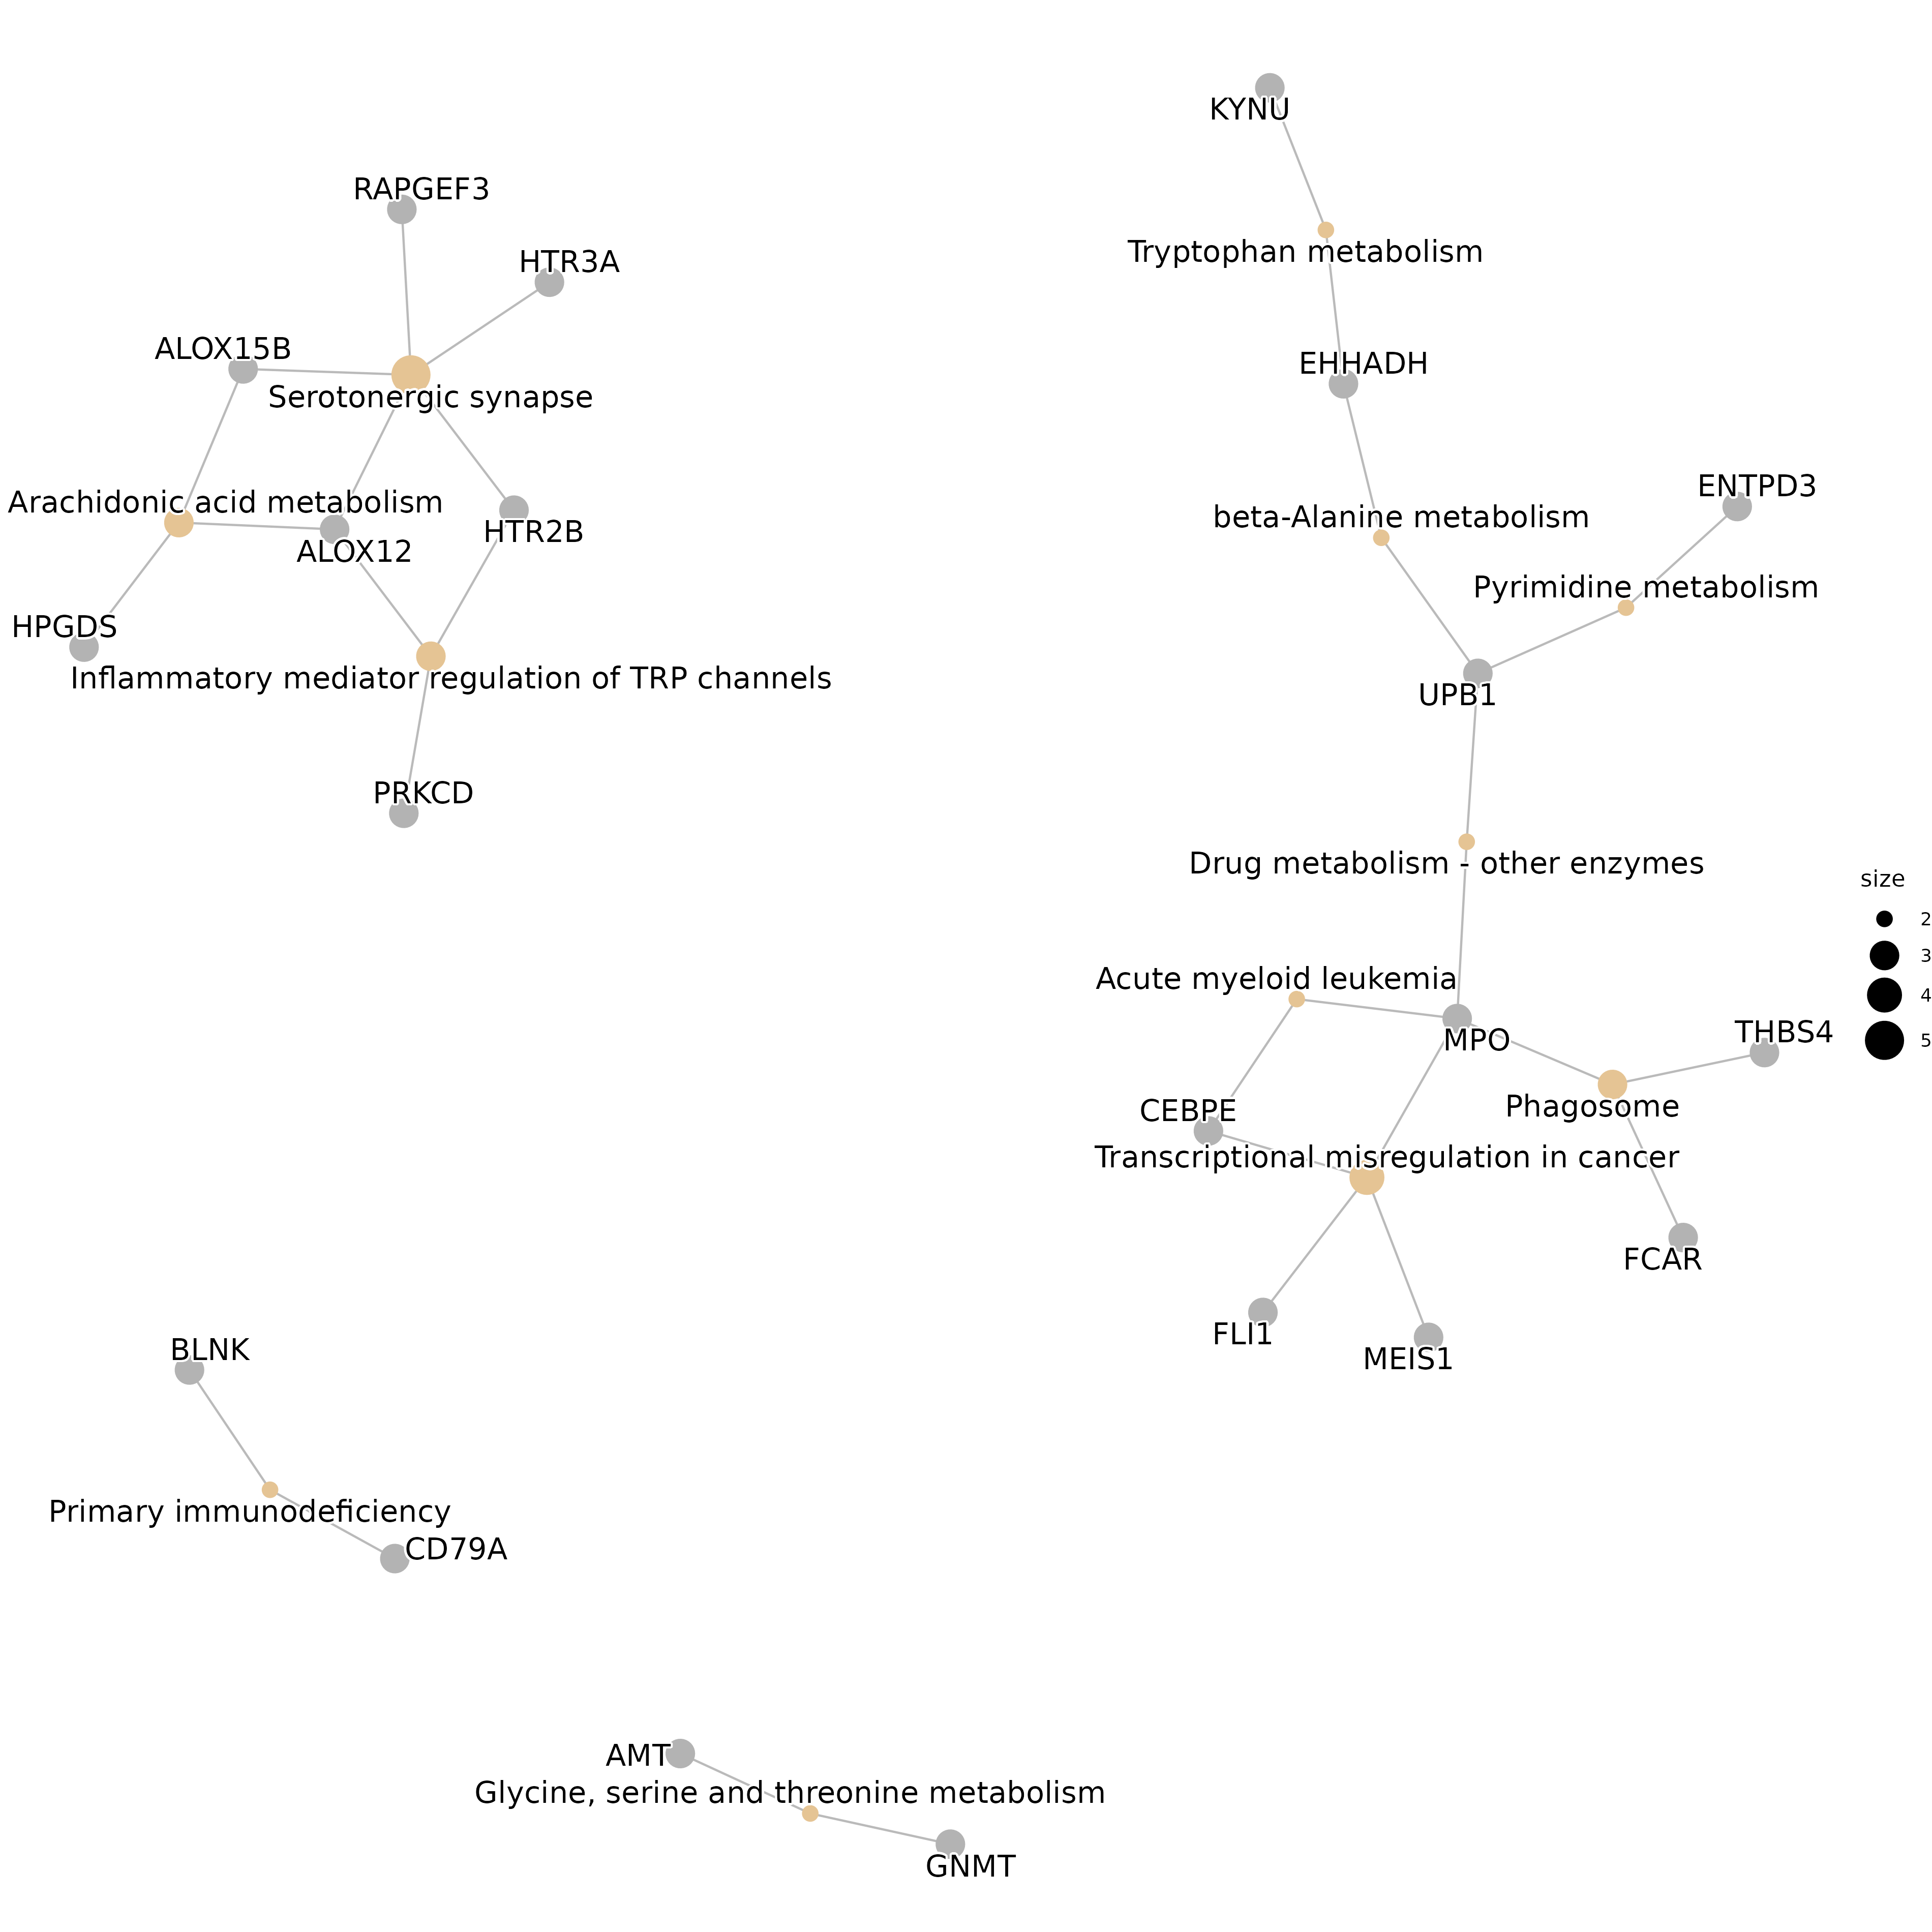 KYNU
RAPGEF3
Tryptophan metabolism
HTR3A
ALOX15B
EHHADH
Serotonergic synapse
ENTPD3
Arachidonic acid metabolism
beta-Alanine metabolism
HTR2B
ALOX12
Pyrimidine metabolism
HPGDS
Inflammatory mediator regulation of TRP channels
UPB1
PRKCD
Drug metabolism - other enzymes
size
2
3
4
5
Acute myeloid leukemia
THBS4
MPO
CEBPE
Phagosome
Transcriptional misregulation in cancer
FCAR
FLI1
MEIS1
BLNK
Primary immunodeficiency
CD79A
AMT
Glycine, serine and threonine metabolism
GNMT